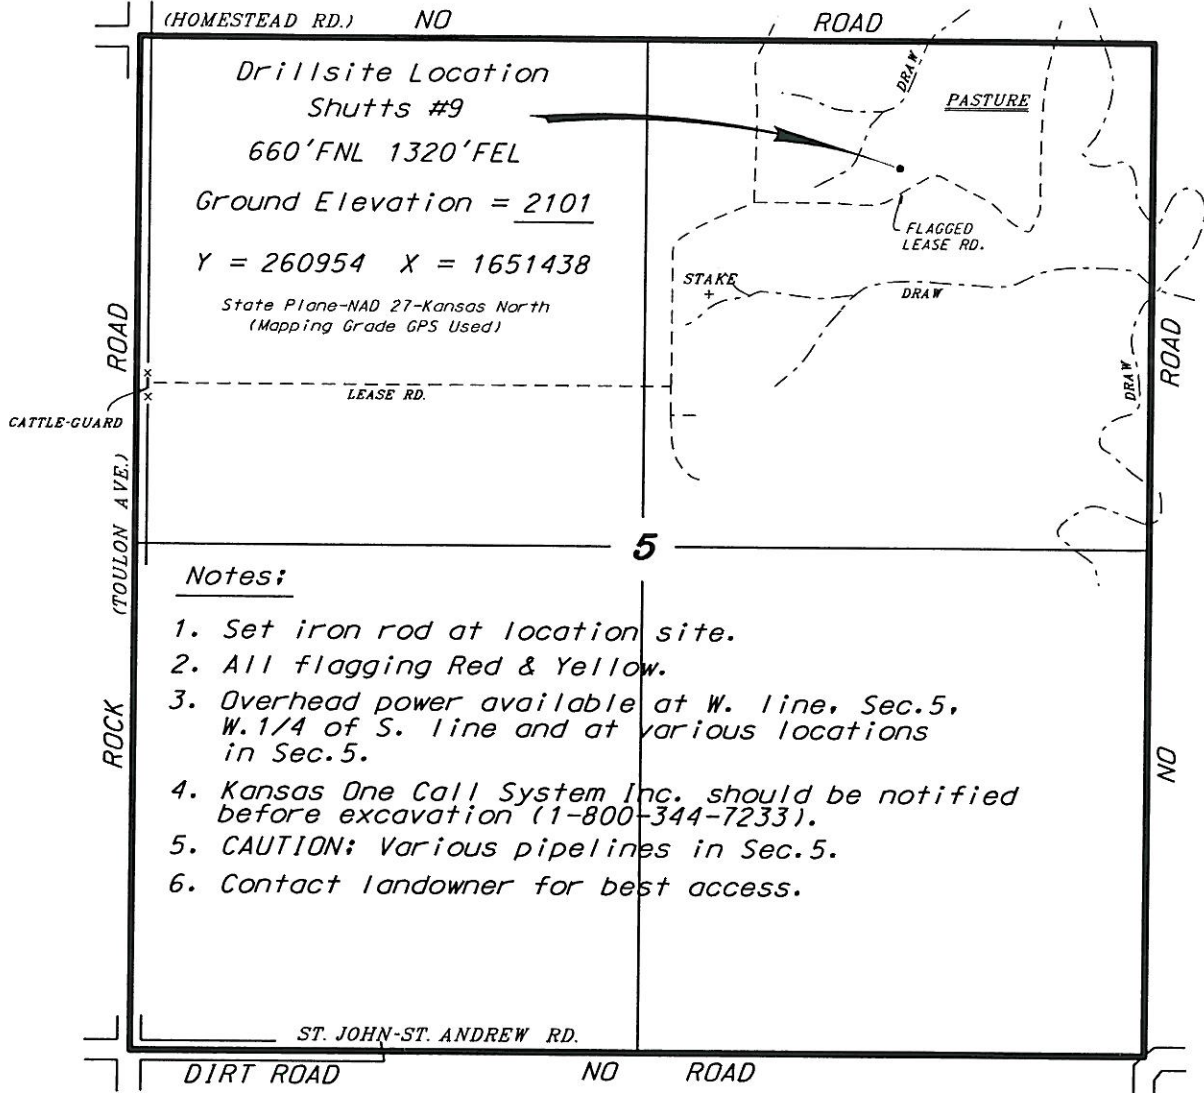 (HOMESTEAD RD.) NO ROAD
Drillsite Location
Shutts #9
660'FNL 1320'FEL
Ground Elevation = 2101
Y = 260954 X = 1651438
State Plane-NAD 27-Kansas North
(Mapping Grade GPS Used)
DRAW
PASTURE
FLAGGED
LEASE RD.
STAKE
+
DRAW
DRAW
ROAD
ROAD
LEASE RD.
CATTLE-GUARD
(TOULON AVE.)
ROCK
NO
5
Notes:
1. Set iron rod at location site.
2. All flagging Red & Yellow.
3. Overhead power available at W. line, Sec.5,
W.1/4 of S. line and at various locations
in Sec.5.
4. Kansas One Call System Inc. should be notified
before excavation (1-800-344-7233).
5. CAUTION: Various pipelines in Sec.5.
6. Contact landowner for best access.
ST. JOHN-ST. ANDREW RD.
DIRT ROAD NO ROAD